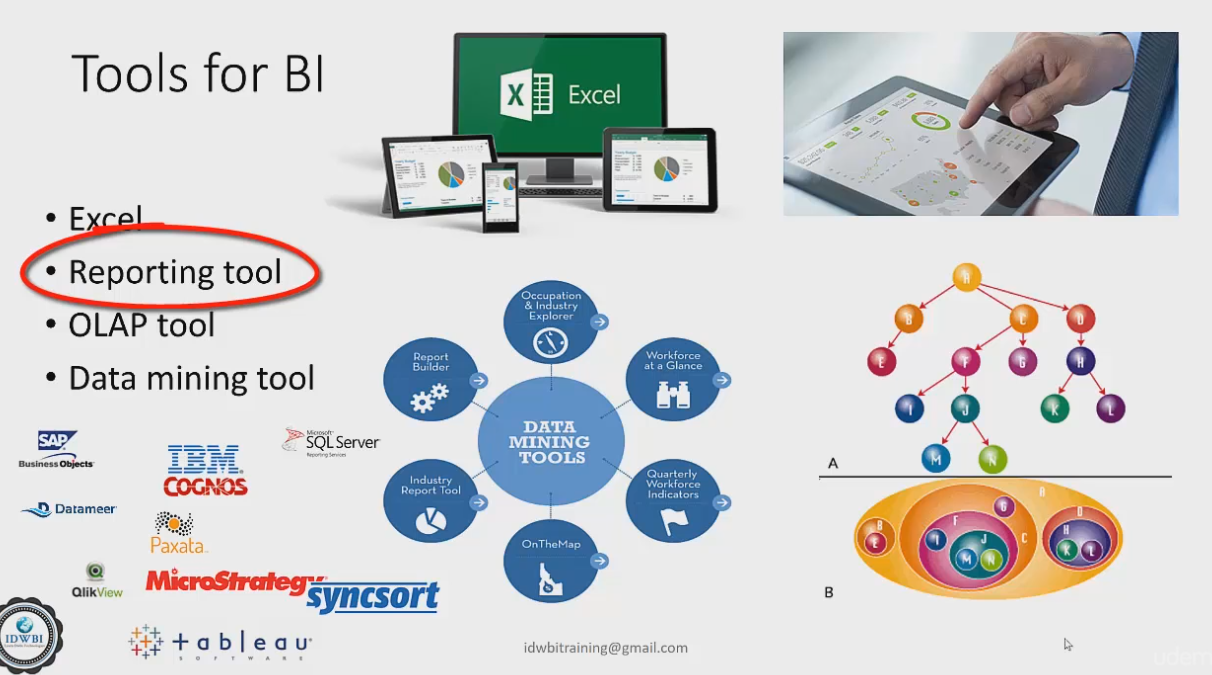 Tools for BI
Excel
• Excel
• Reporting tool
• OLAP tool
• Data mining tool
SAP
Business Objects
IBM
COGNOS
Microsoft
SQL Server
Reporting Services
Datameer
Paxata
QlikView
MicroStrategy
syncsort
IDWBI
+ableau
SOFTWARE
Occupation
& Industry
Explorer
Report
Builder
Workforce
at a Glance
DATA
MINING
TOOLS
Industry
Report Tool
Quarterly
Workforce
Indicators
OnTheMap
B C D
E F G H
I J K L
M N
A
A
B D
G
F C H
E I J K L
M N
B
idwbitraining@gmail.com
udemy